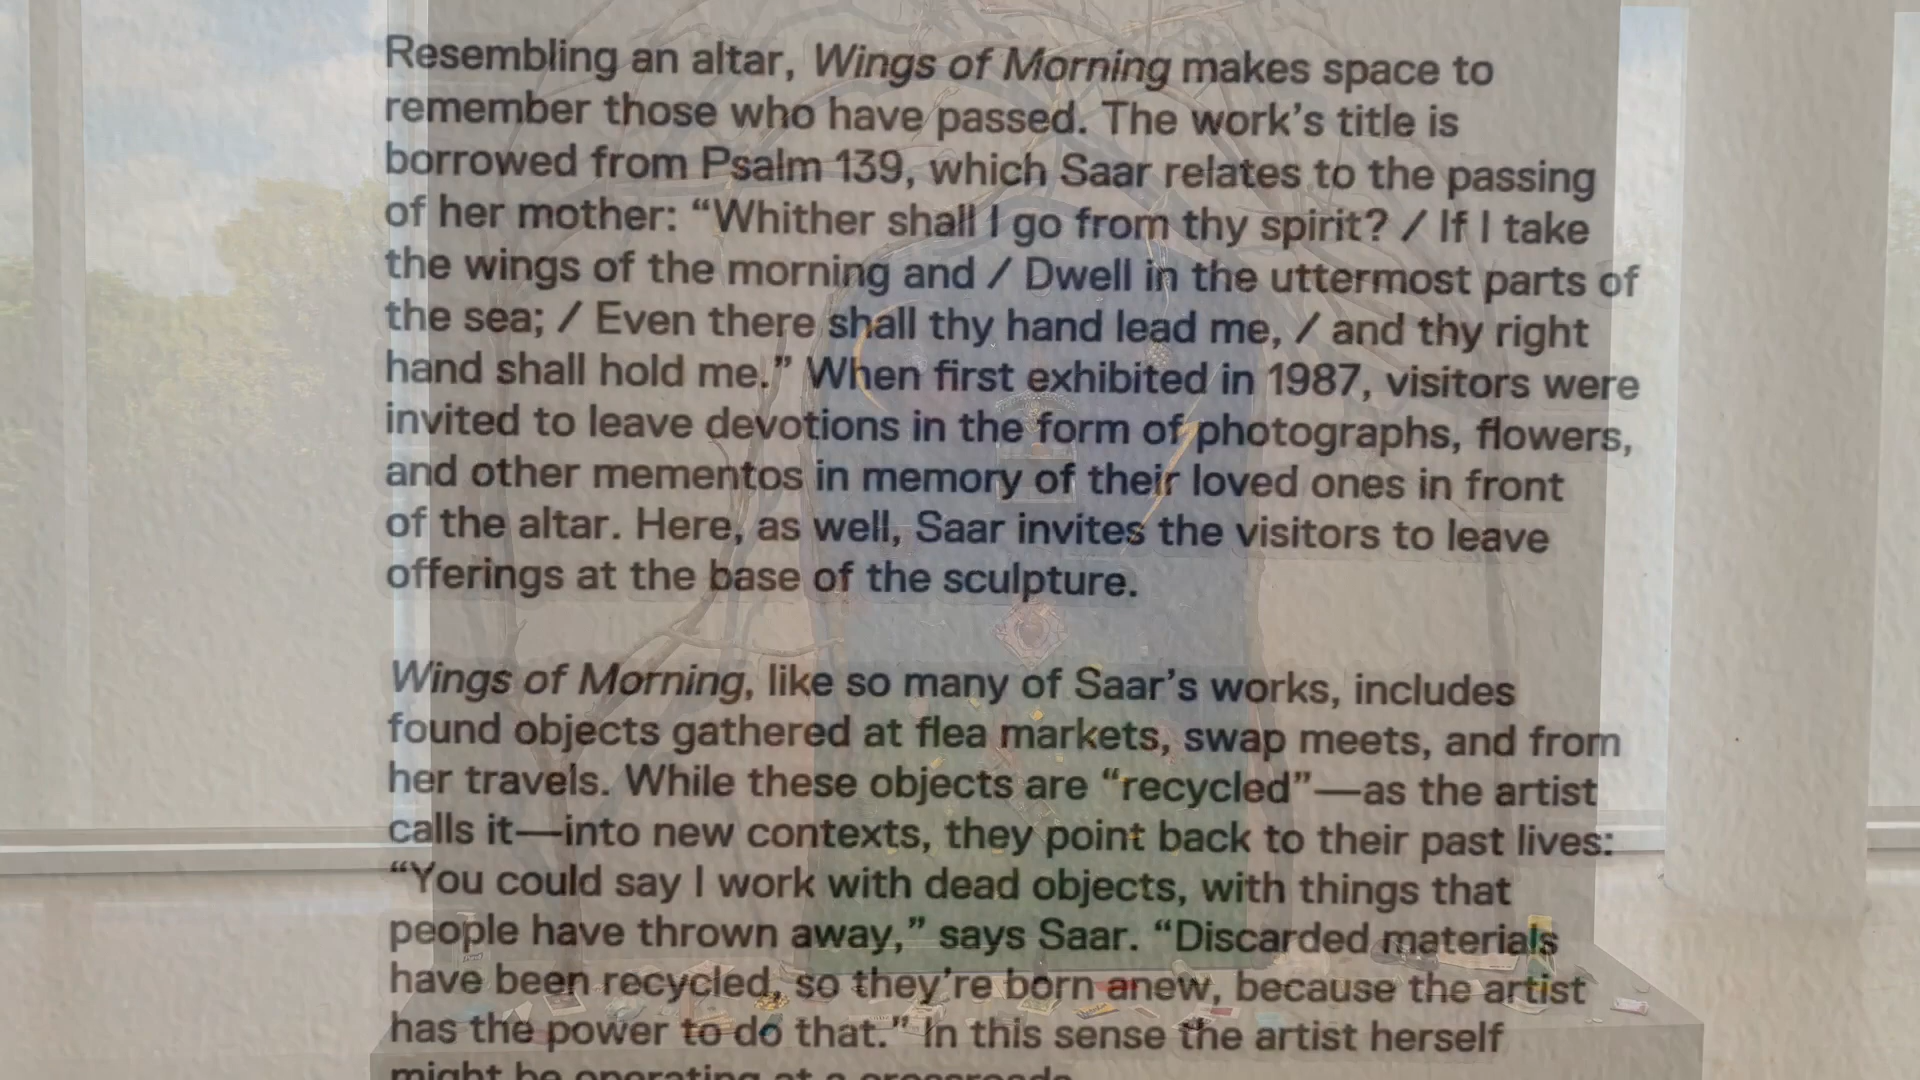 Resembling an altar, Wings of Morning makes space to
remember those who have passed. The work’s title is
borrowed from Psalm 139, which Saar relates to the passing
of her mother: “Whither shall I go from thy spirit? / If I take
the wings of the morning and / Dwell in the uttermost parts of
the sea; / Even there shall thy hand lead me, / and thy right
hand shall hold me.” When first exhibited in 1987, visitors were
invited to leave devotions in the form of photographs, flowers,
and other mementos in memory of their loved ones in front
of the altar. Here, as well, Saar invites the visitors to leave
offerings at the base of the sculpture.
Wings of Morning, like so many of Saar’s works, includes
found objects gathered at flea markets, swap meets, and from
her travels. While these objects are “recycled”—as the artist
calls it—into new contexts, they point back to their past lives:
“You could say I work with dead objects, with things that
people have thrown away,” says Saar. “Discarded materials
have been recycled, so they’re born anew, because the artist
has the power to do that.” In this sense the artist herself
might be operating at a crossroads